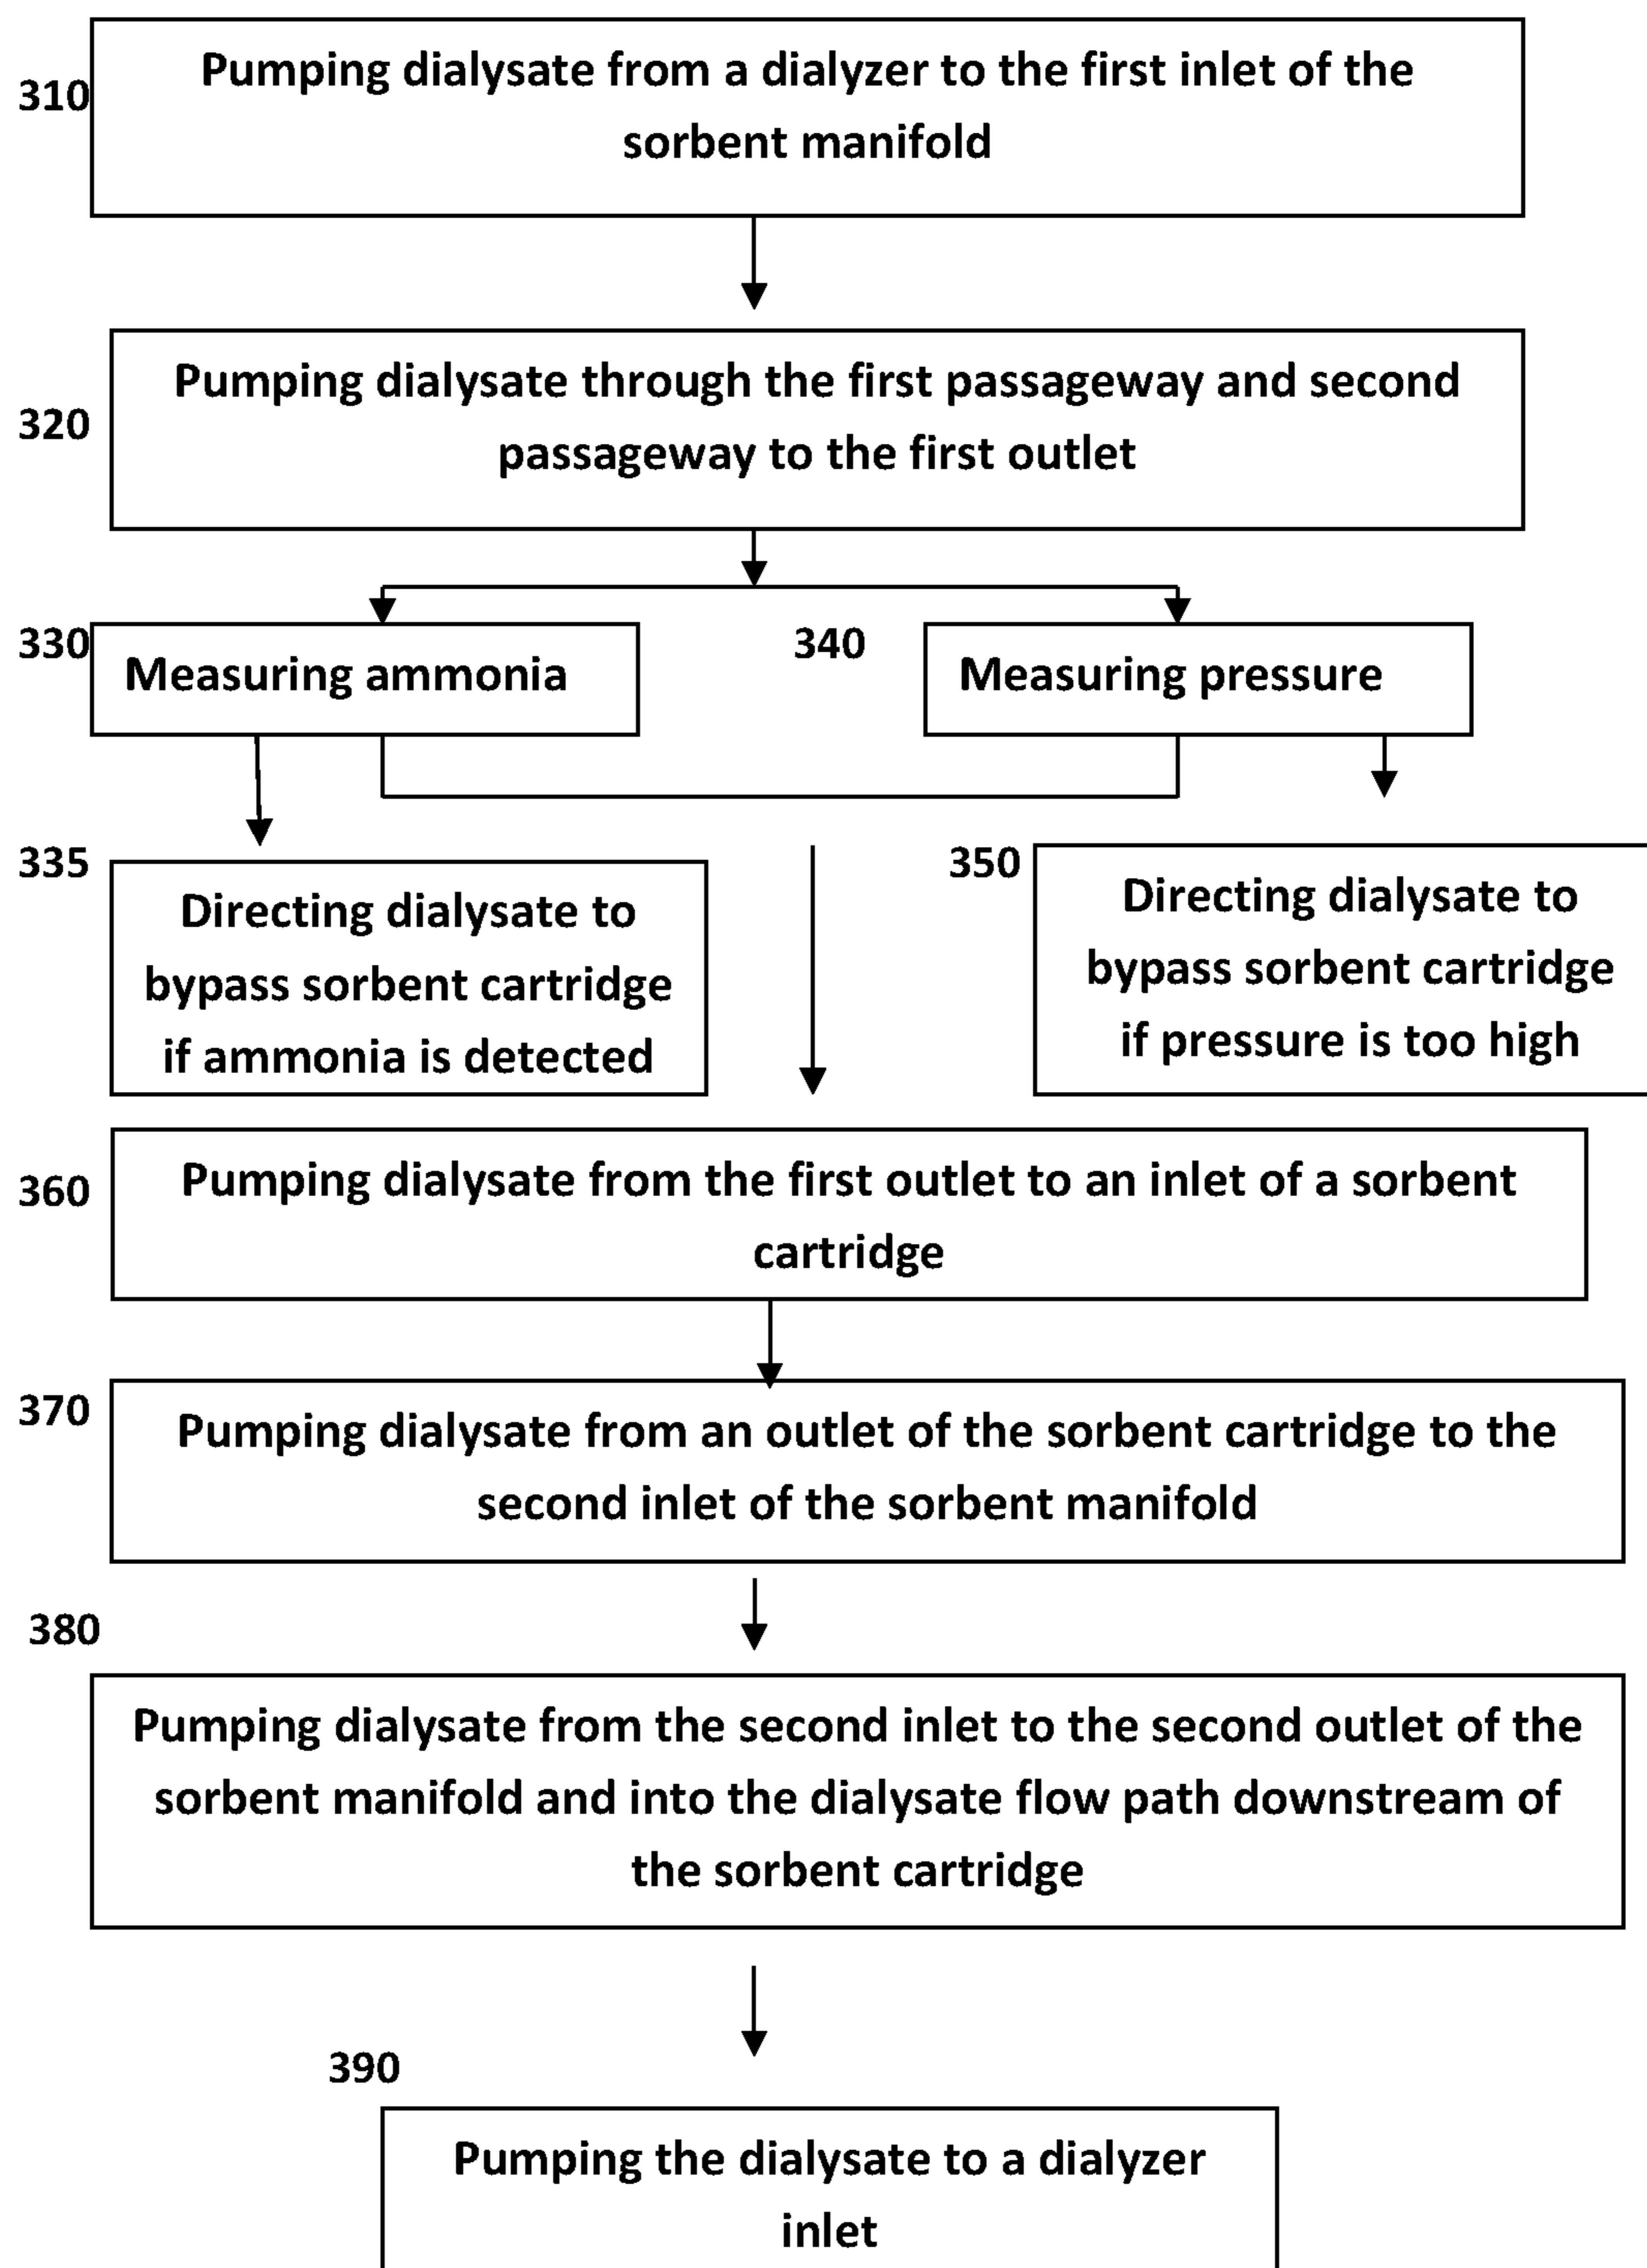 310
Pumping dialysate from a dialyzer to the first inlet of the
sorbent manifold
320
Pumping dialysate through the first passageway and second
passageway to the first outlet
330
Measuring ammonia
340
Measuring pressure
335
Directing dialysate to
bypass sorbent cartridge
if ammonia is detected
350
Directing dialysate to
bypass sorbent cartridge
if pressure is too high
360
Pumping dialysate from the first outlet to an inlet of a sorbent
cartridge
370
Pumping dialysate from an outlet of the sorbent cartridge to the
second inlet of the sorbent manifold
380
Pumping dialysate from the second inlet to the second outlet of the
sorbent manifold and into the dialysate flow path downstream of
the sorbent cartridge
390
Pumping the dialysate to a dialyzer
inlet